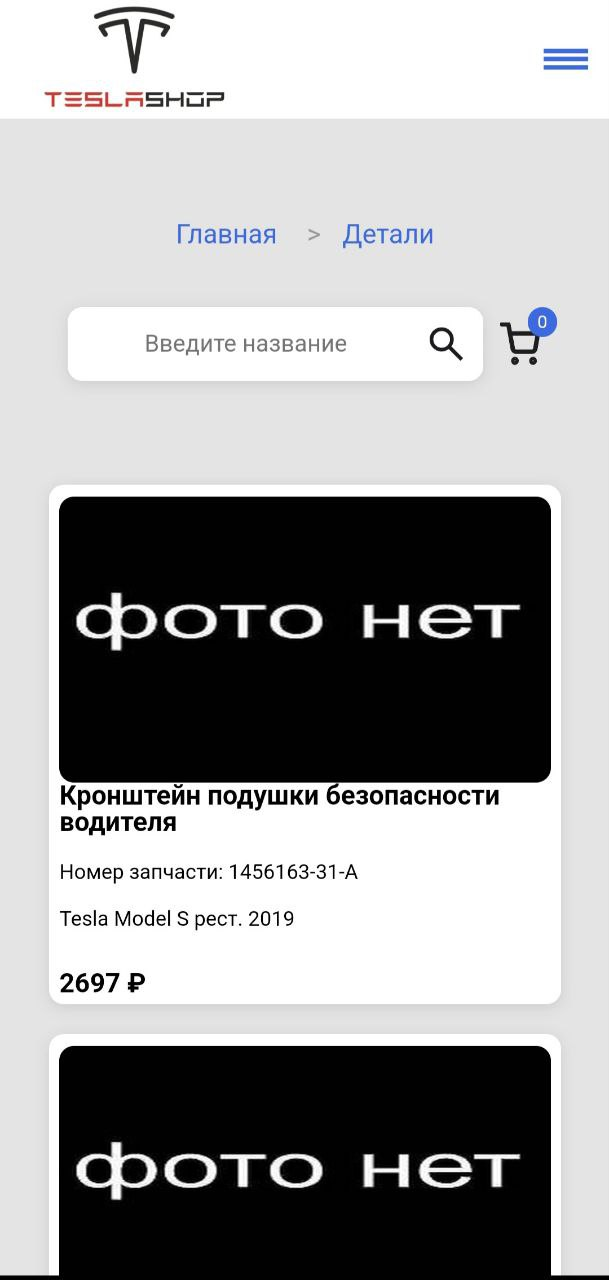 TESLASHOP
Главная > Детали
Введите название
0
фото нет
Кронштейн подушки безопасности
водителя
Номер запчасти: 1456163-31-A
Tesla Model S рест. 2019
2697 ₽
фото нет